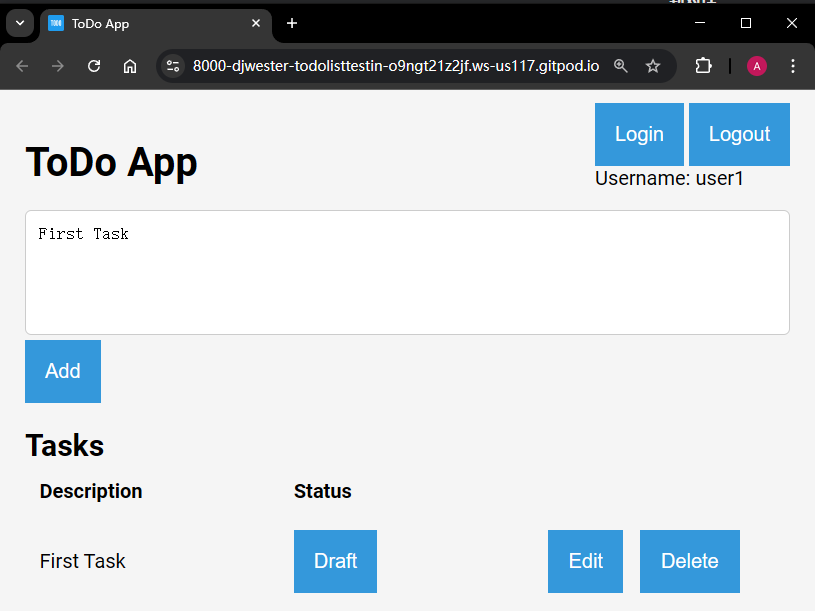 ToDo App
8000-djwester-todolisttestin-o9ngt21z2jf.ws-us117.gitpod.io
A
Login Logout
ToDo App
Username: user1
First Task
Add
Tasks
Description Status
First Task Draft Edit Delete